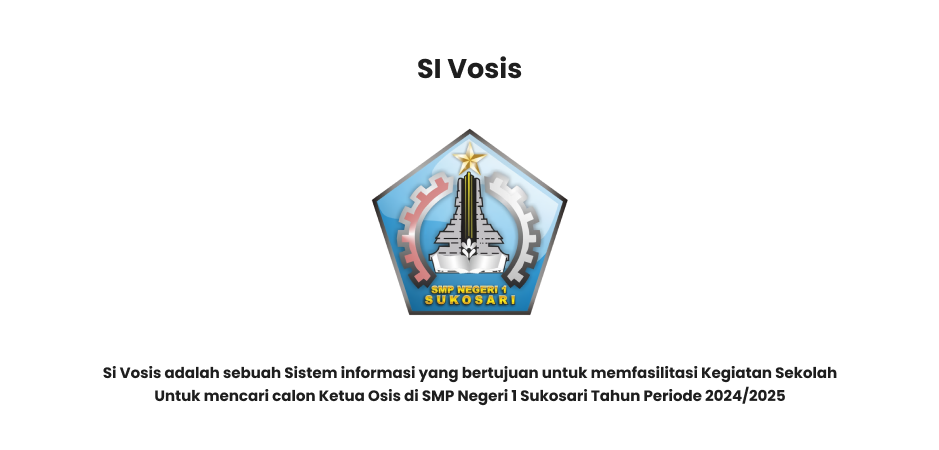 SI Vosis
SMP NEGERI 1
SUKOSARI
Si Vosis adalah sebuah Sistem informasi yang bertujuan untuk memfasilitasi Kegiatan Sekolah
Untuk mencari calon Ketua Osis di SMP Negeri 1 Sukosari Tahun Periode 2024/2025